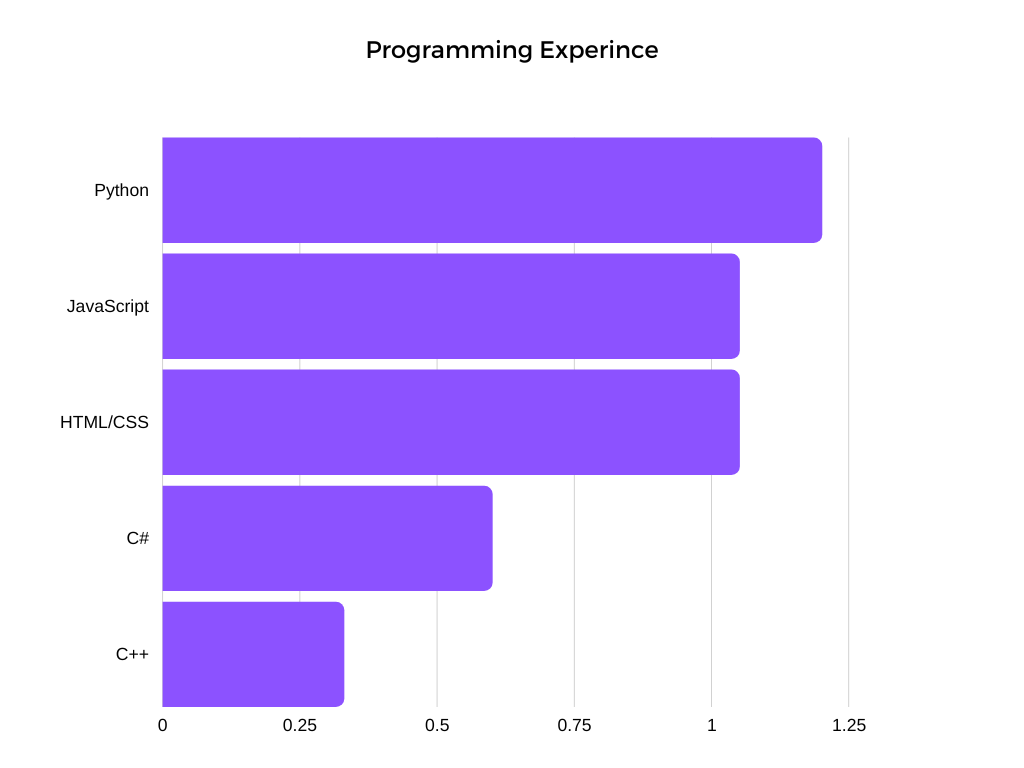 Programming Experince
Python
JavaScript
HTML/CSS
C#
C++
0 0.25 0.5 0.75 1 1.25